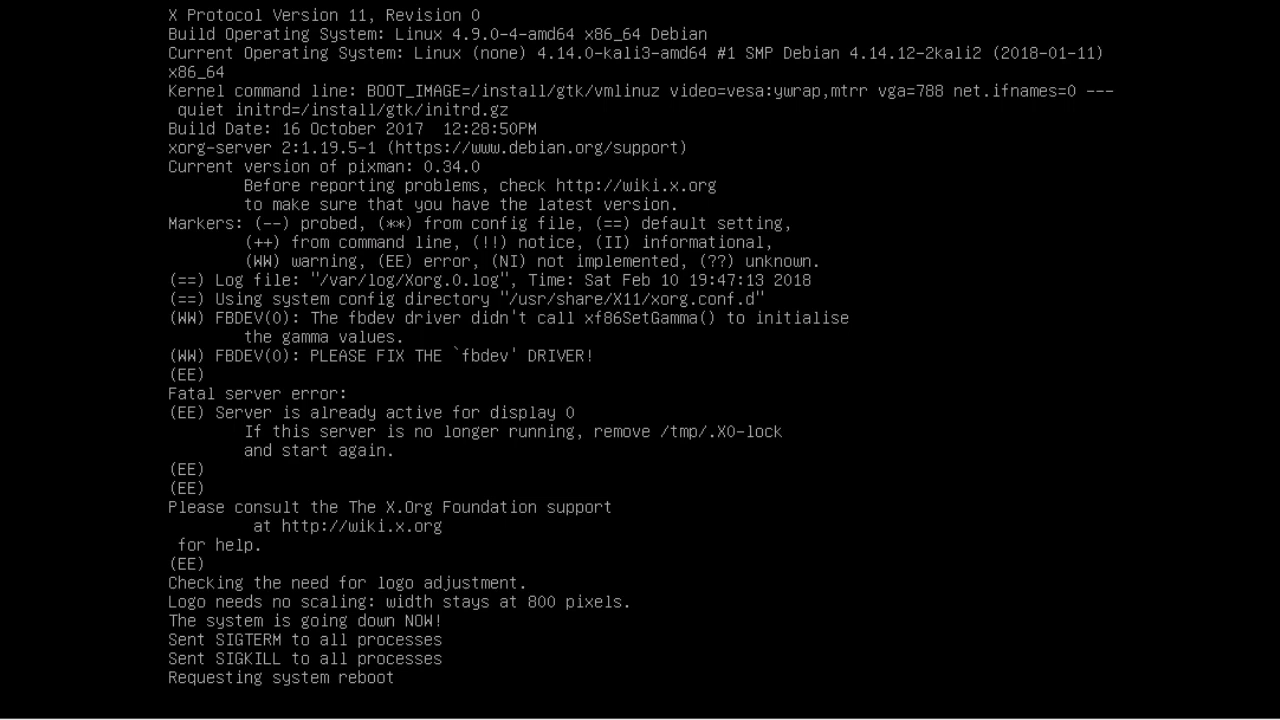 X Protocol Version 11, Revision 0
Build Operating System: Linux 4.9.0-4-amd64 x86_64 Debian
Current Operating System: Linux (none) 4.14.0-kali3-amd64 #1 SMP Debian 4.14.12-2kali2 (2018-01-11)
x86_64
Kernel command line: BOOT_IMAGE=/install/gtk/vmlinuz video=vesa:ywrap,mtrr vga=788 net.ifnames=0 ---
 quiet initrd=/install/gtk/initrd.gz
Build Date: 16 October 2017  12:28:50PM
xorg-server 2:1.19.5-1 (https://www.debian.org/support)
Current version of pixman: 0.34.0
        Before reporting problems, check http://wiki.x.org
        to make sure that you have the latest version.
Markers: (--) probed, (**) from config file, (==) default setting,
        (++) from command line, (!!) notice, (II) informational,
        (WW) warning, (EE) error, (NI) not implemented, (??) unknown.
(==) Log file: "/var/log/Xorg.0.log", Time: Sat Feb 10 19:47:13 2018
(==) Using system config directory "/usr/share/X11/xorg.conf.d"
(WW) FBDEV(0): The fbdev driver didn't call xf86SetGamma() to initialise
        the gamma values.
(WW) FBDEV(0): PLEASE FIX THE `fbdev' DRIVER!
(EE)
Fatal server error:
(EE) Server is already active for display 0
        If this server is no longer running, remove /tmp/.X0-lock
        and start again.
(EE)
(EE)
Please consult the The X.Org Foundation support
         at http://wiki.x.org
 for help.
(EE)
Checking the need for logo adjustment.
Logo needs no scaling: width stays at 800 pixels.
The system is going down NOW!
Sent SIGTERM to all processes
Sent SIGKILL to all processes
Requesting system reboot